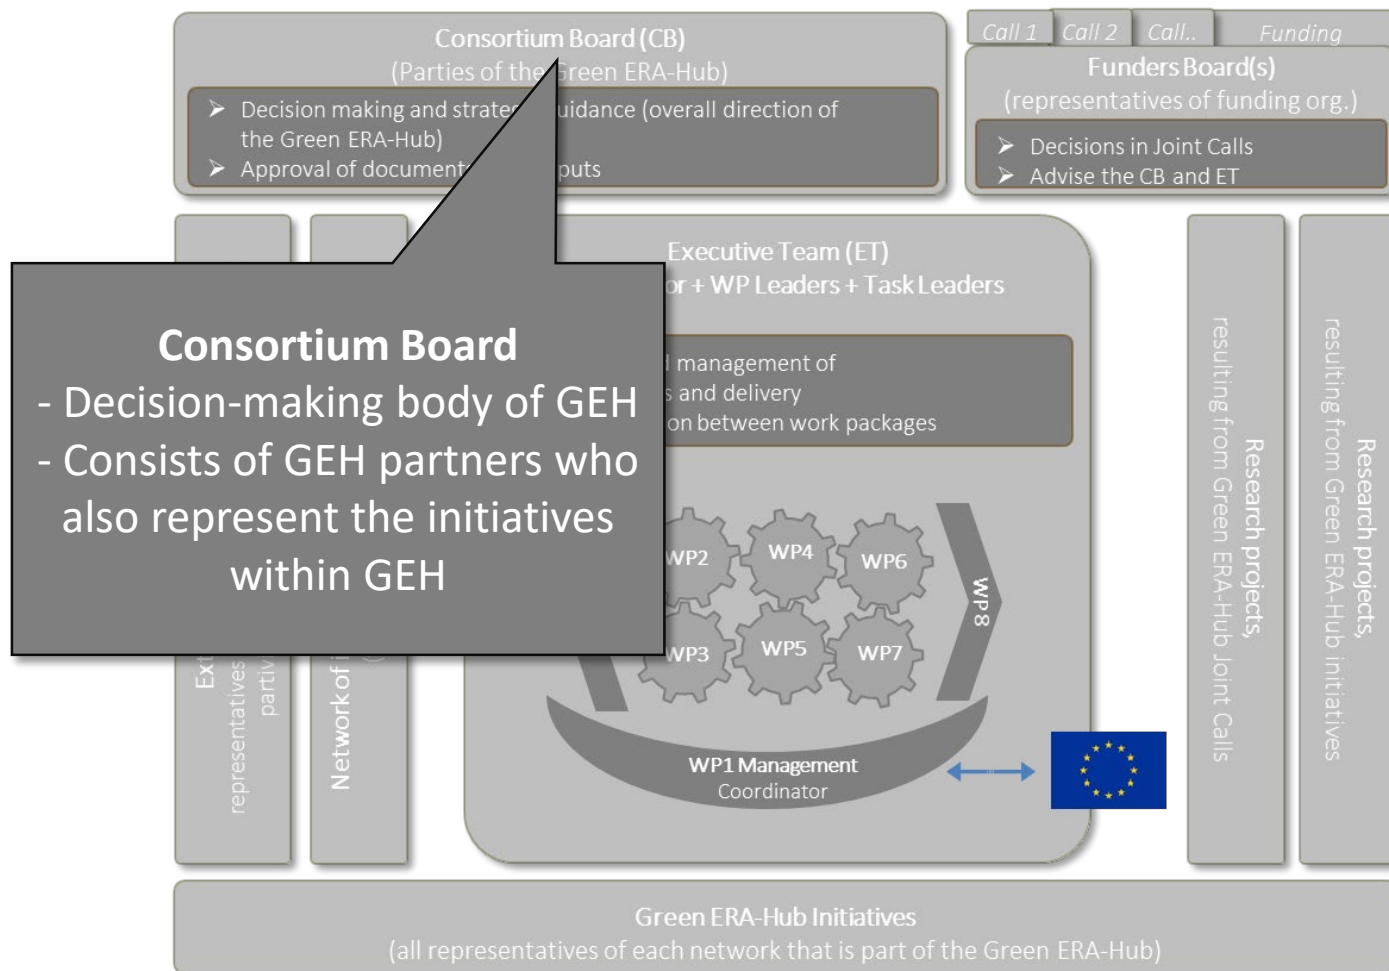 Consortium Board (CB)
(Parties of the Green ERA-Hub)
➢ Decision making and strate uidance (overall direction of
the Green ERA-Hub)
➢ Approval of document puts
Call 1 Call 2 Call.. Funding
Funders Board(s)
(representatives of funding org.)
➢ Decisions in Joint Calls
➢ Advise the CB and ET
Executive Team (ET)
or + WP Leaders + Task Leaders
management of
s and delivery
on between work packages
Consortium Board
- Decision-making body of GEH
- Consists of GEH partners who
also represent the initiatives
within GEH
Ext
representatives
partiv
Network of i
WP2
WP4
WP6
WP3
WP5
WP7
WP8
WP1 Management
Coordinator
Research projects,
resulting from Green ERA-Hub Joint Calls
Research projects,
resulting from Green ERA-Hub initiatives
Green ERA-Hub Initiatives
(all representatives of each network that is part of the Green ERA-Hub)